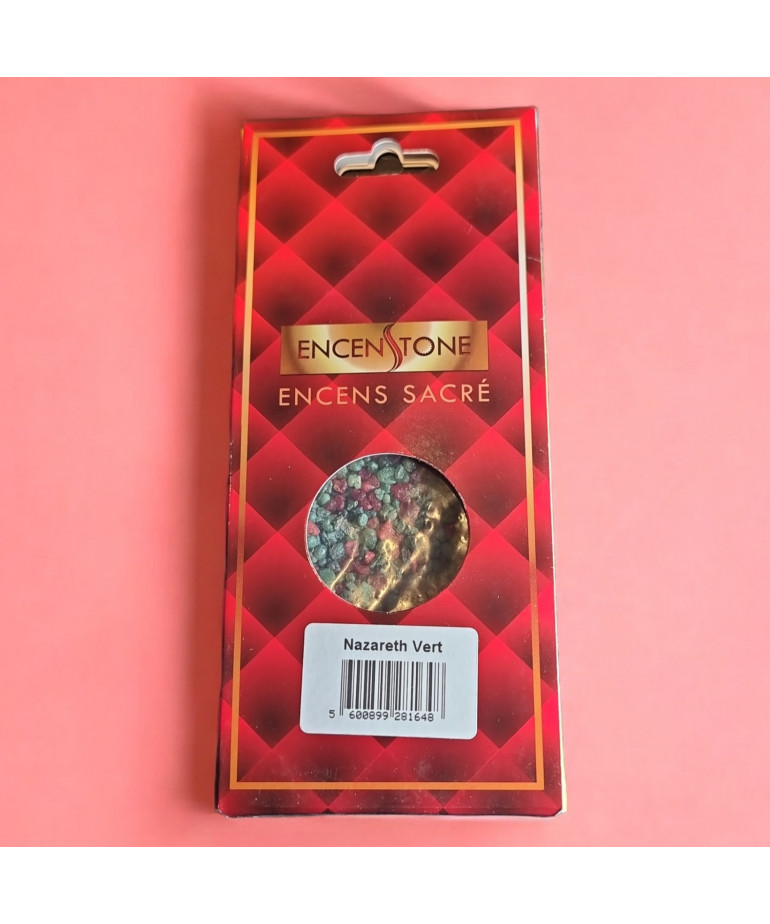 ENCENSTONE
ENCENS SACRÉ
Nazareth Vert
5 600899 281648